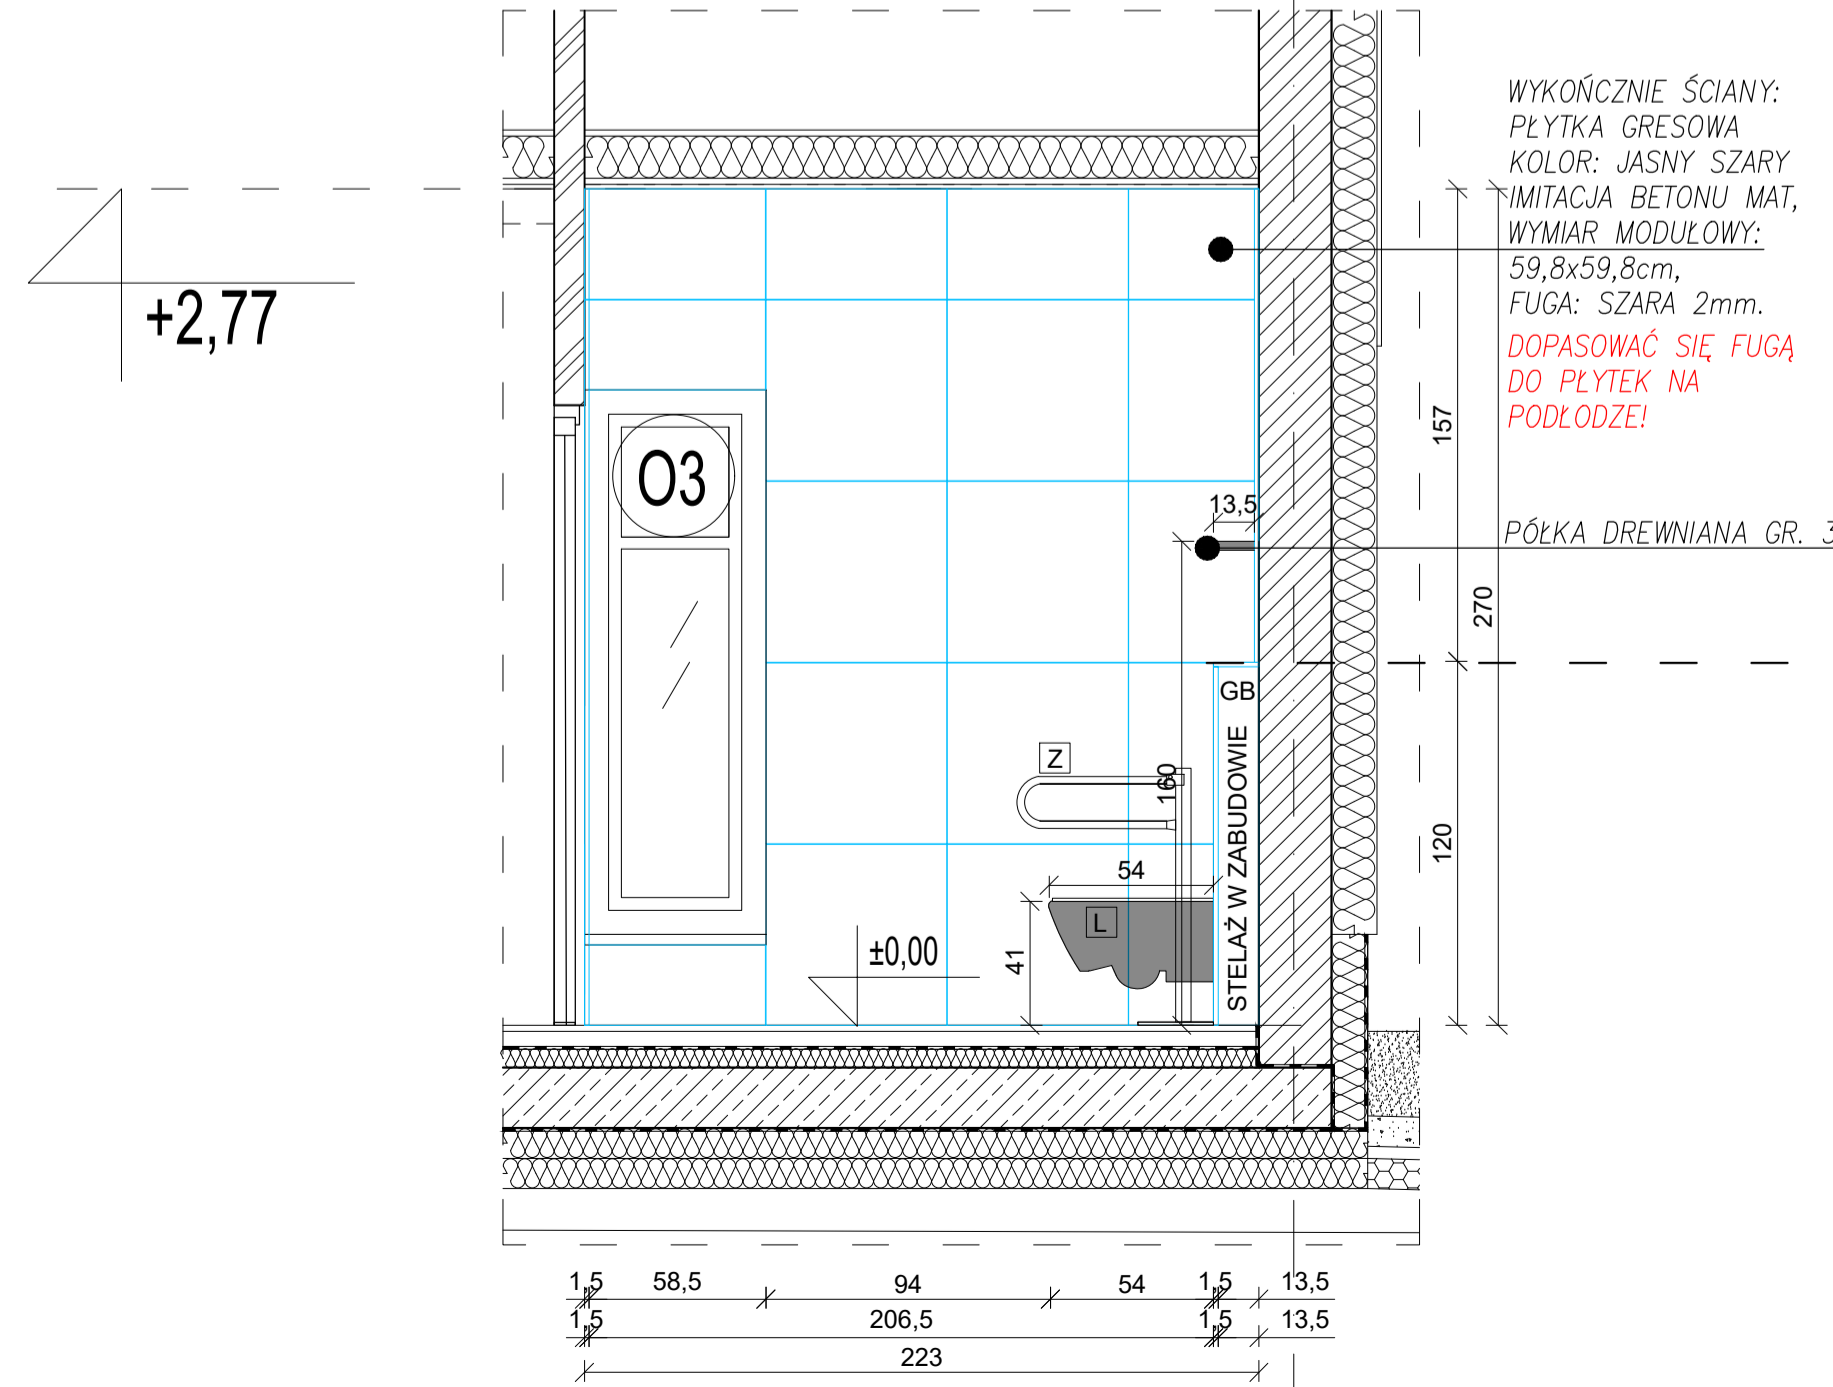 WYKOŃCZNIE ŚCIANY:
PŁYTKA GRESOWA
KOLOR: JASNY SZARY
IMITACJA BETONU MAT,
WYMIAR MODUŁOWY:
59,8x59,8cm,
FUGA: SZARA 2mm.
DOPASOWAĆ SIĘ FUGĄ
DO PŁYTEK NA
PODŁODZE!
+2,77
157
O3
13,5
PÓŁKA DREWNIANA GR. 3
270
GB
STELAŻ W ZABUDOWIE
Z
160
120
54
L
41
±0,00
1,5 58,5 94 54 1,5 13,5
1,5 206,5 1,5 13,5
223